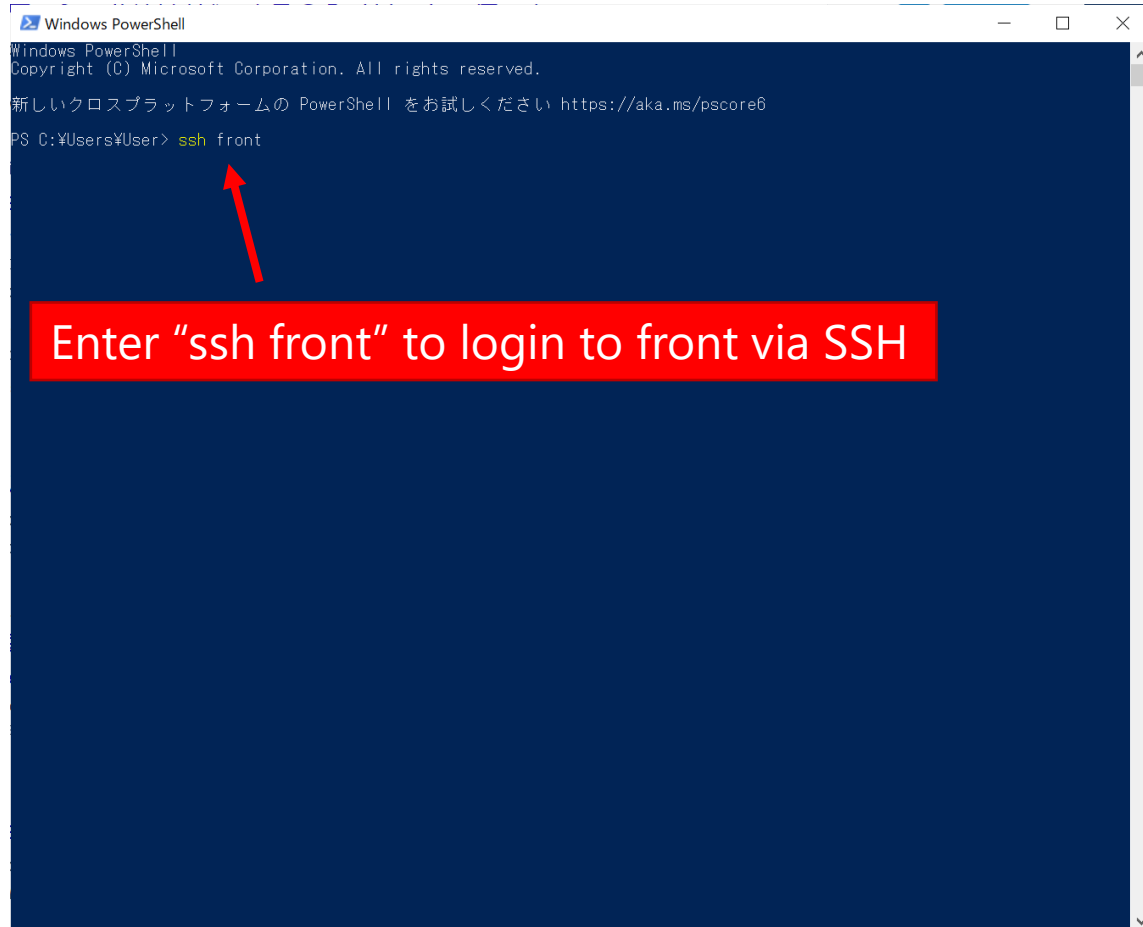 Windows PowerShell
Windows PowerShell
Copyright (C) Microsoft Corporation. All rights reserved.
新しいクロスプラットフォームの PowerShell をお試しください https://aka.ms/pscore6
PS C:¥Users¥User> ssh front
Enter “ssh front” to login to front via SSH